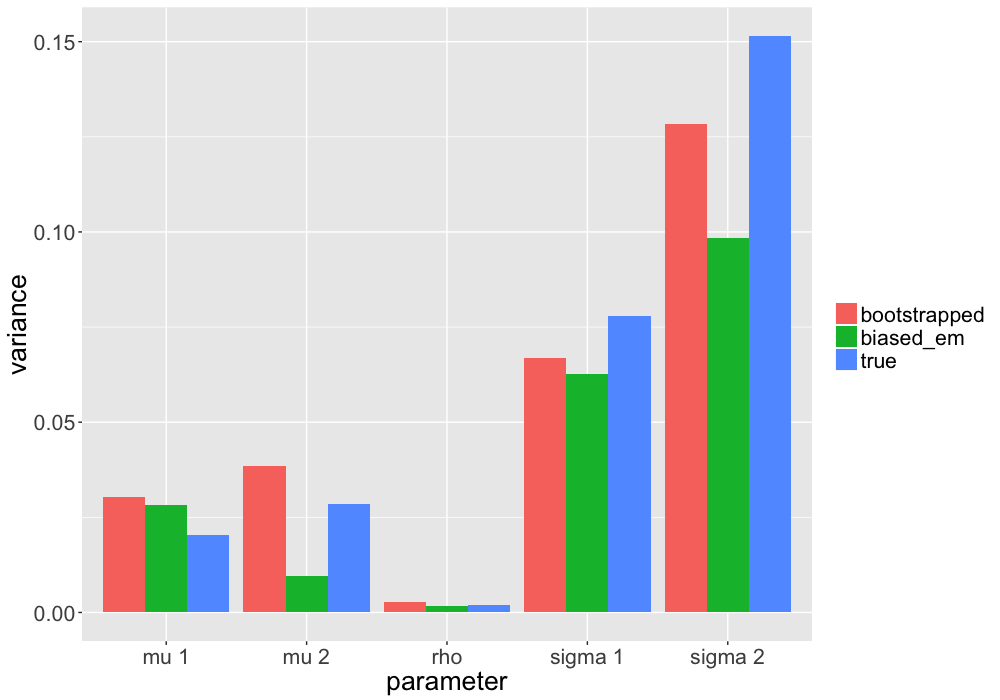 variance
0.15
0.10
0.05
0.00
mu 1
mu 2
rho
sigma 1
sigma 2
parameter
bootstrapped
biased_em
true